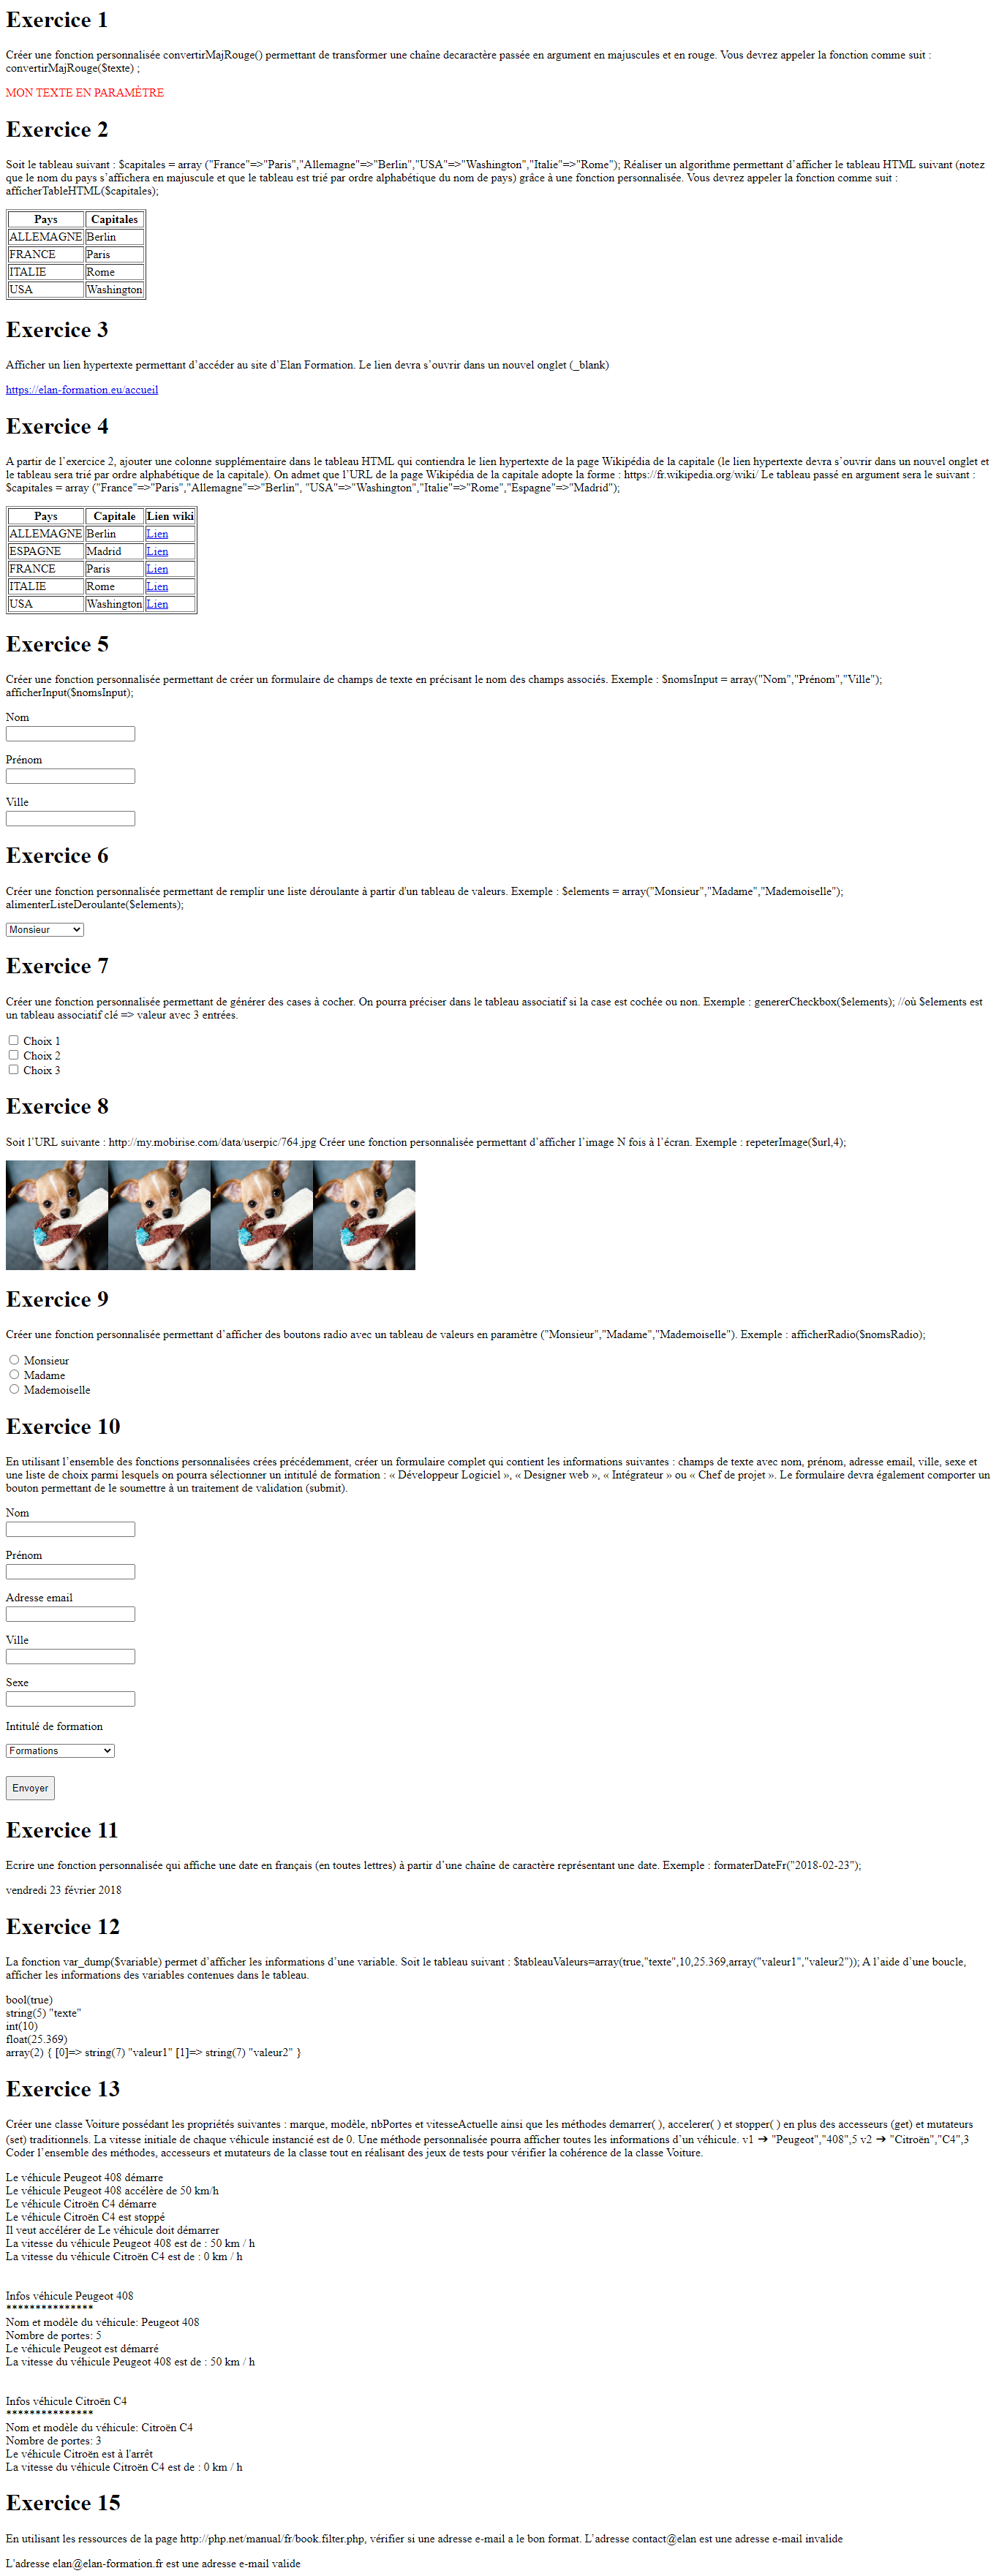 Exercice 1
Créer une fonction personnalisée convertirMajRouge() permettant de transformer une chaîne decaractère passée en argument en majuscules et en rouge. Vous devrez appeler la fonction comme suit :
convertirMajRouge($texte) ;
MON TEXTE EN PARAMÈTRE
Exercice 2
Soit le tableau suivant : $capitales = array ("France"=>"Paris","Allemagne"=>"Berlin","USA"=>"Washington","Italie"=>"Rome"); Réaliser un algorithme permettant d’afficher le tableau HTML suivant (notez
que le nom du pays s’affichera en majuscule et que le tableau est trié par ordre alphabétique du nom de pays) grâce à une fonction personnalisée. Vous devrez appeler la fonction comme suit :
afficherTableHTML($capitales);
Pays Capitales
ALLEMAGNE Berlin
FRANCE Paris
ITALIE Rome
USA Washington
Exercice 3
Afficher un lien hypertexte permettant d’accéder au site d’Elan Formation. Le lien devra s’ouvrir dans un nouvel onglet (_blank)
https://elan-formation.eu/accueil
Exercice 4
A partir de l’exercice 2, ajouter une colonne supplémentaire dans le tableau HTML qui contiendra le lien hypertexte de la page Wikipédia de la capitale (le lien hypertexte devra s’ouvrir dans un nouvel onglet et
le tableau sera trié par ordre alphabétique de la capitale). On admet que l’URL de la page Wikipédia de la capitale adopte la forme : https://fr.wikipedia.org/wiki/ Le tableau passé en argument sera le suivant :
$capitales = array ("France"=>"Paris","Allemagne"=>"Berlin", "USA"=>"Washington","Italie"=>"Rome","Espagne"=>"Madrid");
Pays Capitale Lien wiki
ALLEMAGNE Berlin Lien
ESPAGNE Madrid Lien
FRANCE Paris Lien
ITALIE Rome Lien
USA Washington Lien
Exercice 5
Créer une fonction personnalisée permettant de créer un formulaire de champs de texte en précisant le nom des champs associés. Exemple : $nomsInput = array("Nom","Prénom","Ville");
afficherInput($nomsInput);
Nom
Prénom
Ville
Exercice 6
Créer une fonction personnalisée permettant de remplir une liste déroulante à partir d'un tableau de valeurs. Exemple : $elements = array("Monsieur","Madame","Mademoiselle");
alimenterListeDeroulante($elements);
Monsieur
Exercice 7
Créer une fonction personnalisée permettant de générer des cases à cocher. On pourra préciser dans le tableau associatif si la case est cochée ou non. Exemple : genererCheckbox($elements); //où $elements est
un tableau associatif clé => valeur avec 3 entrées.
Choix 1
Choix 2
Choix 3
Exercice 8
Soit l’URL suivante : http://my.mobirise.com/data/userpic/764.jpg Créer une fonction personnalisée permettant d’afficher l’image N fois à l’écran. Exemple : repeterImage($url,4);
Exercice 9
Créer une fonction personnalisée permettant d’afficher des boutons radio avec un tableau de valeurs en paramètre ("Monsieur","Madame","Mademoiselle"). Exemple : afficherRadio($nomsRadio);
Monsieur
Madame
Mademoiselle
Exercice 10
En utilisant l’ensemble des fonctions personnalisées crées précédemment, créer un formulaire complet qui contient les informations suivantes : champs de texte avec nom, prénom, adresse email, ville, sexe et
une liste de choix parmi lesquels on pourra sélectionner un intitulé de formation : « Développeur Logiciel », « Designer web », « Intégrateur » ou « Chef de projet ». Le formulaire devra également comporter un
bouton permettant de le soumettre à un traitement de validation (submit).
Nom
Prénom
Adresse email
Ville
Sexe
Intitulé de formation
Formations
Envoyer
Exercice 11
Ecrire une fonction personnalisée qui affiche une date en français (en toutes lettres) à partir d’une chaîne de caractère représentant une date. Exemple : formaterDateFr("2018-02-23");
vendredi 23 février 2018
Exercice 12
La fonction var_dump($variable) permet d’afficher les informations d’une variable. Soit le tableau suivant : $tableauValeurs=array(true,"texte",10,25.369,array("valeur1","valeur2")); A l’aide d’une boucle,
afficher les informations des variables contenues dans le tableau.
bool(true)
string(5) "texte"
int(10)
float(25.369)
array(2) { [0]=> string(7) "valeur1" [1]=> string(7) "valeur2" }
Exercice 13
Créer une classe Voiture possédant les propriétés suivantes : marque, modèle, nbPortes et vitesseActuelle ainsi que les méthodes demarrer( ), accelerer( ) et stopper( ) en plus des accesseurs (get) et mutateurs
(set) traditionnels. La vitesse initiale de chaque véhicule instancié est de 0. Une méthode personnalisée pourra afficher toutes les informations d’un véhicule. v1 ➔ "Peugeot","408",5 v2 ➔ "Citroën","C4",3
Coder l’ensemble des méthodes, accesseurs et mutateurs de la classe tout en réalisant des jeux de tests pour vérifier la cohérence de la classe Voiture.
Le véhicule Peugeot 408 démarre
Le véhicule Peugeot 408 accélère de 50 km/h
Le véhicule Citroën C4 démarre
Le véhicule Citroën C4 est stoppé
Il veut accélérer de Le véhicule doit démarrer
La vitesse du véhicule Peugeot 408 est de : 50 km / h
La vitesse du véhicule Citroën C4 est de : 0 km / h
Infos véhicule Peugeot 408
***************
Nom et modèle du véhicule: Peugeot 408
Nombre de portes: 5
Le véhicule Peugeot est démarré
La vitesse du véhicule Peugeot 408 est de : 50 km / h
Infos véhicule Citroën C4
***************
Nom et modèle du véhicule: Citroën C4
Nombre de portes: 3
Le véhicule Citroën est à l'arrêt
La vitesse du véhicule Citroën C4 est de : 0 km / h
Exercice 15
En utilisant les ressources de la page http://php.net/manual/fr/book.filter.php, vérifier si une adresse e-mail a le bon format. L’adresse contact@elan est une adresse e-mail invalide
L'adresse elan@elan-formation.fr est une adresse e-mail valide